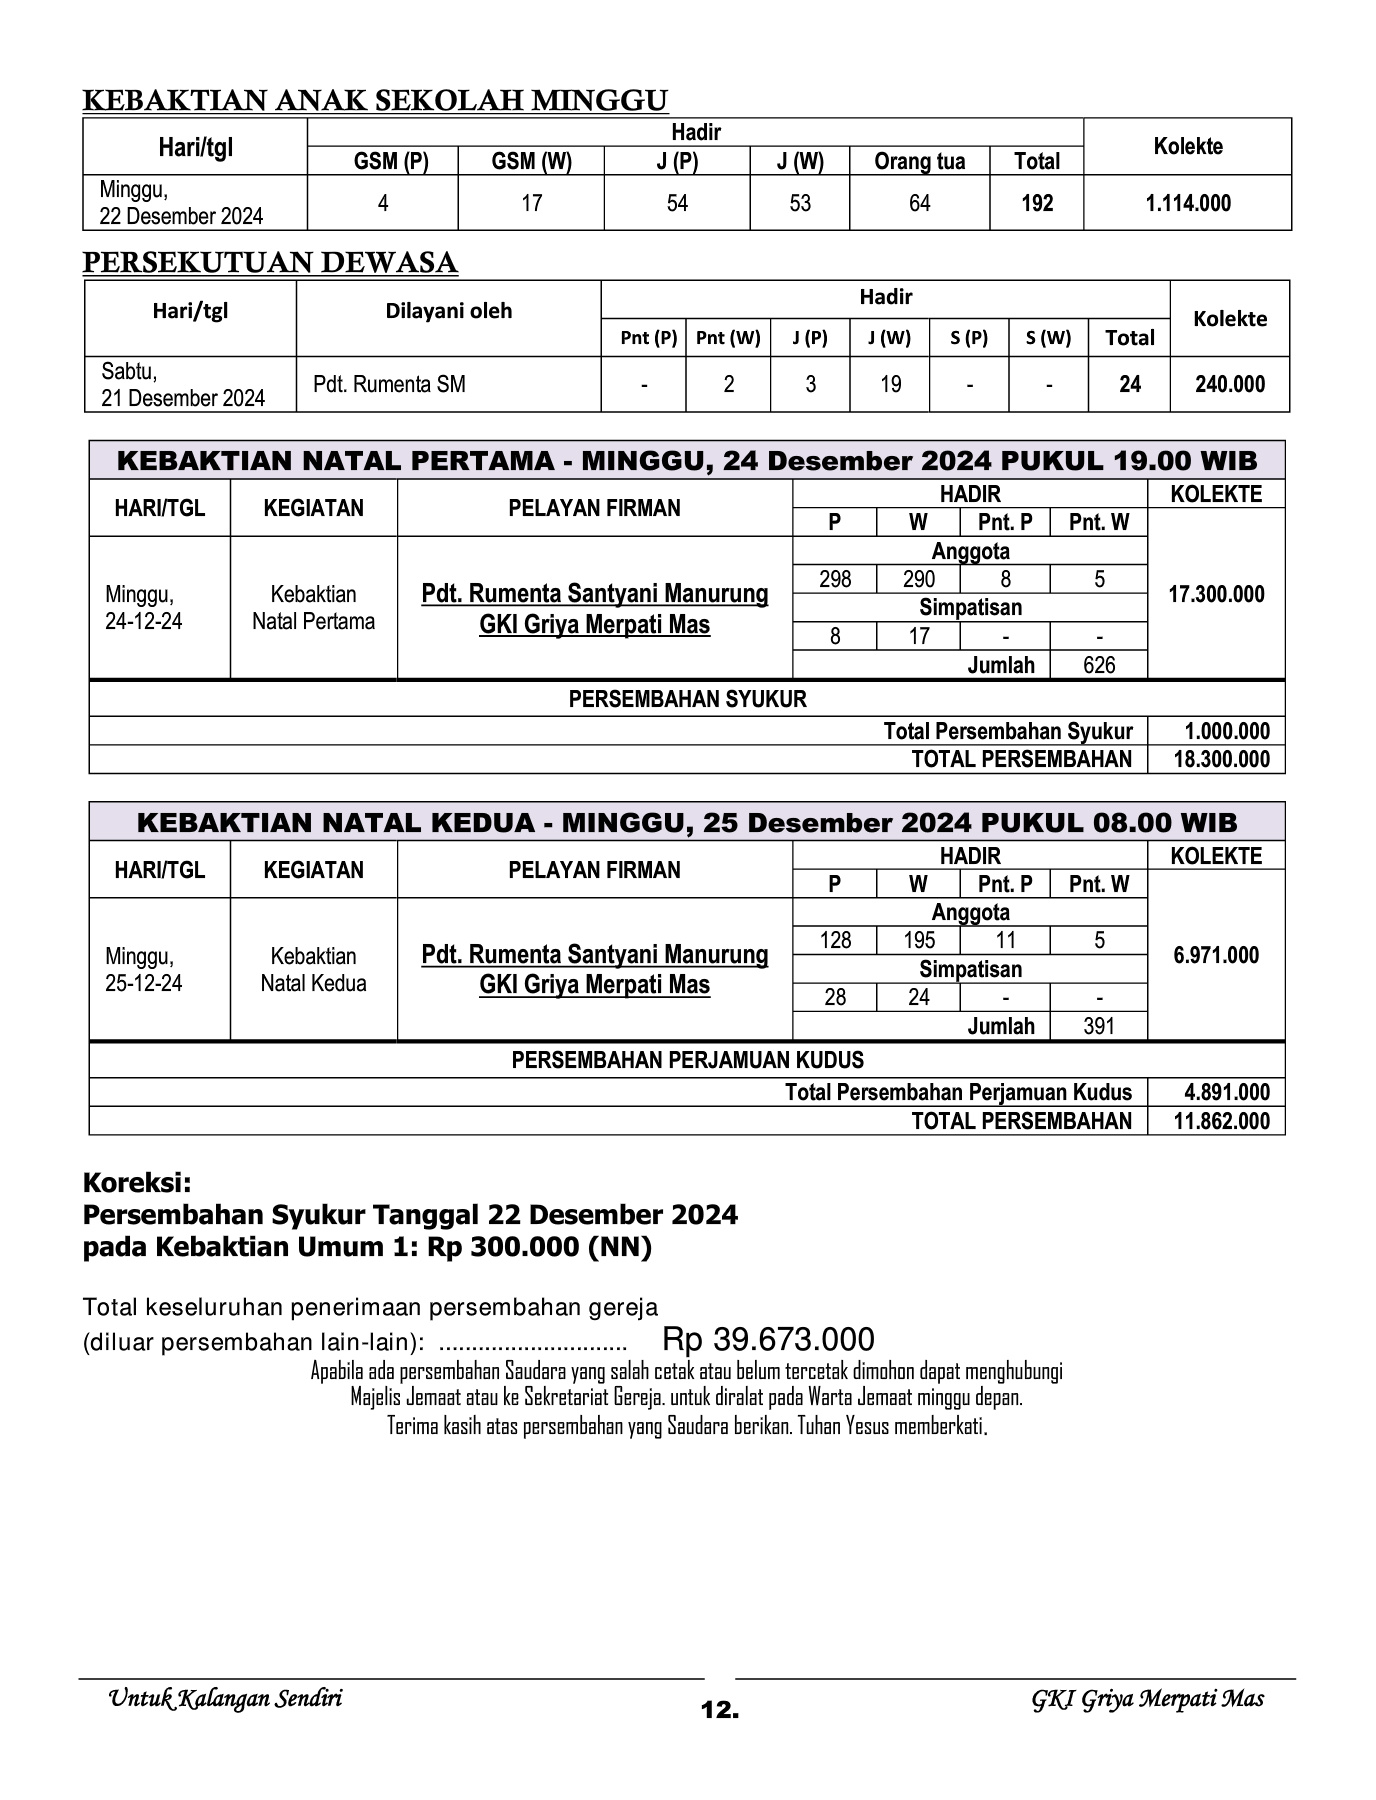 KEBAKTIAN ANAK SEKOLAH MINGGU
Hari/tgl Hadir Kolekte
GSM (P) GSM (W) J (P) J (W) Orang tua Total
Minggu,
22 Desember 2024 4 17 54 53 64 192 1.114.000
PERSEKUTUAN DEWASA
Hari/tgl Dilayani oleh Hadir Kolekte
Pnt (P) Pnt (W) J (P) J (W) S (P) S (W) Total
Sabtu,
21 Desember 2024 Pdt. Rumenta SM - 2 3 19 - - 24 240.000
KEBAKTIAN NATAL PERTAMA - MINGGU, 24 Desember 2024 PUKUL 19.00 WIB
HARI/TGL KEGIATAN PELAYAN FIRMAN HADIR KOLEKTE
P W Pnt. P Pnt. W
Anggota
298 290 8 5
Minggu, Kebaktian Pdt. Rumenta Santyani Manurung 17.300.000
Simpatisan
24-12-24 Natal Pertama GKI Griya Merpati Mas
8 17 - -
Jumlah 626
PERSEMBAHAN SYUKUR
Total Persembahan Syukur 1.000.000
TOTAL PERSEMBAHAN 18.300.000
KEBAKTIAN NATAL KEDUA - MINGGU, 25 Desember 2024 PUKUL 08.00 WIB
HARI/TGL KEGIATAN PELAYAN FIRMAN HADIR KOLEKTE
P W Pnt. P Pnt. W
Anggota
128 195 11 5
Minggu, Kebaktian Pdt. Rumenta Santyani Manurung 6.971.000
Simpatisan
25-12-24 Natal Kedua GKI Griya Merpati Mas
28 24 - -
Jumlah 391
PERSEMBAHAN PERJAMUAN KUDUS
Total Persembahan Perjamuan Kudus 4.891.000
TOTAL PERSEMBAHAN 11.862.000
Koreksi:
Persembahan Syukur Tanggal 22 Desember 2024
pada Kebaktian Umum 1: Rp 300.000 (NN)
Total keseluruhan penerimaan persembahan gereja
(diluar persembahan lain-lain): ............................. Rp 39.673.000
Apabila ada persembahan Saudara yang salah cetak atau belum tercetak dimohon dapat menghubungi
Majelis Jemaat atau ke Sekretariat Gereja. untuk diralat pada Warta Jemaat minggu depan.
Terima kasih atas persembahan yang Saudara berikan. Tuhan Yesus memberkati.
Untuk Kalangan Sendiri 12. GKI Griya Merpati Mas